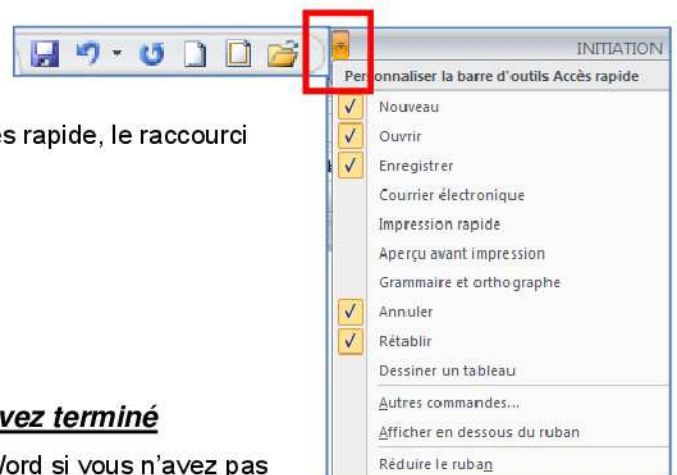 INITIATION
Personnaliser la barre d'outils Accès rapide
Nouveau
Ouvrir
Enregistrer
Courrier électronique
Impression rapide
Aperçu avant impression
Grammaire et orthographe
Annuler
Rétablir
Dessiner un tableau
Autres commandes...
Afficher en dessous du ruban
Réduire le ruban
rapide, le raccourci
vez terminé
si vous n'avez pas